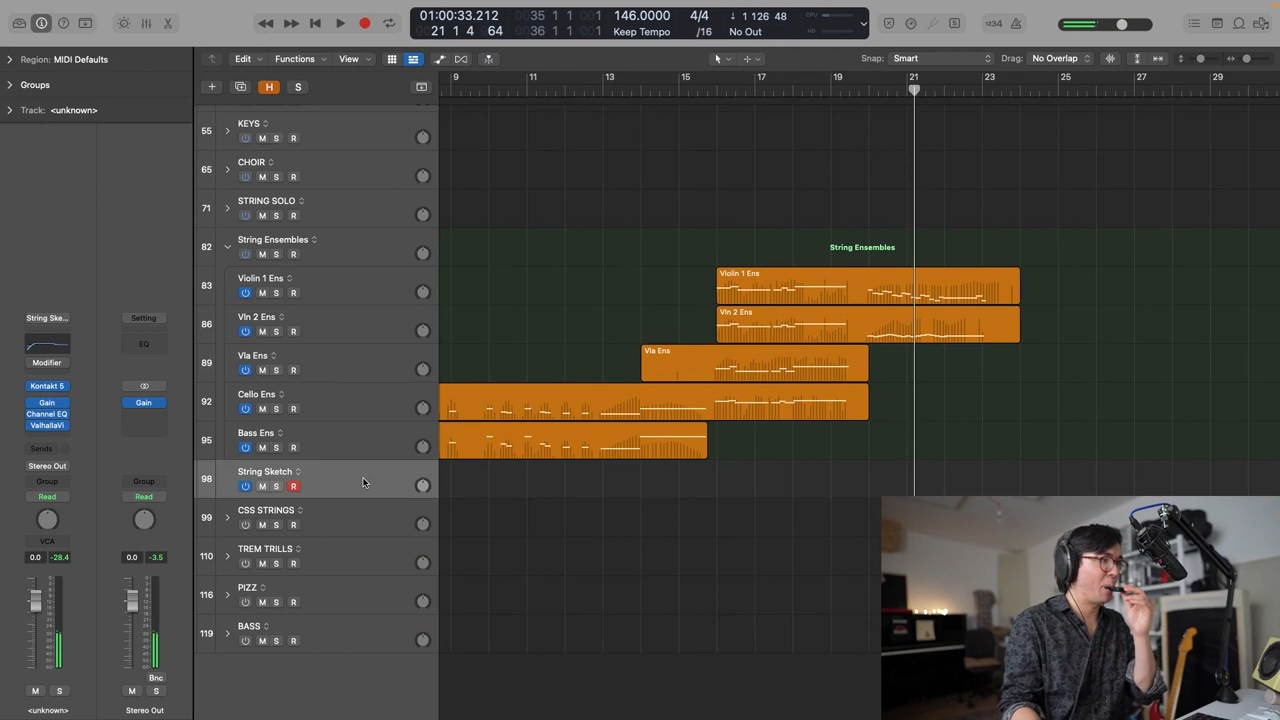 01:00:33.212 35 1 1 1 146.0000 4/4 ↓ 1 126 48 CPU 1234
21 1 4 64 36 1 1 1 Keep Tempo /16 No Out HD
Region: MIDI Defaults Edit Functions View Snap: Smart Drag: No Overlap
Groups + H S 9 11 13 15 17 19 21 23 25 27 29
Track: <unknown>
55 KEYS
M S R
65 CHOIR
M S R
71 STRING SOLO
M S R
82 String Ensembles String Ensembles
M S R
83 Violin 1 Ens Violin 1 Ens
M S R
86 Vln 2 Ens Vln 2 Ens
M S R
89 Vla Ens Vla Ens
M S R
92 Cello Ens
M S R
95 Bass Ens
M S R
98 String Sketch
M S R
99 CSS STRINGS
M S R
110 TREM TRILLS
M S R
116 PIZZ
M S R
119 BASS
M S R
String Ske... Setting
EQ
Modifier
Kontakt 5
Gain Gain
Channel EQ
ValhallaVi
Sends
Stereo Out
Group Group
Read Read
VCA
0.0 -28.4 0.0 -3.5
Bnc
M S M S
<unknown> Stereo Out